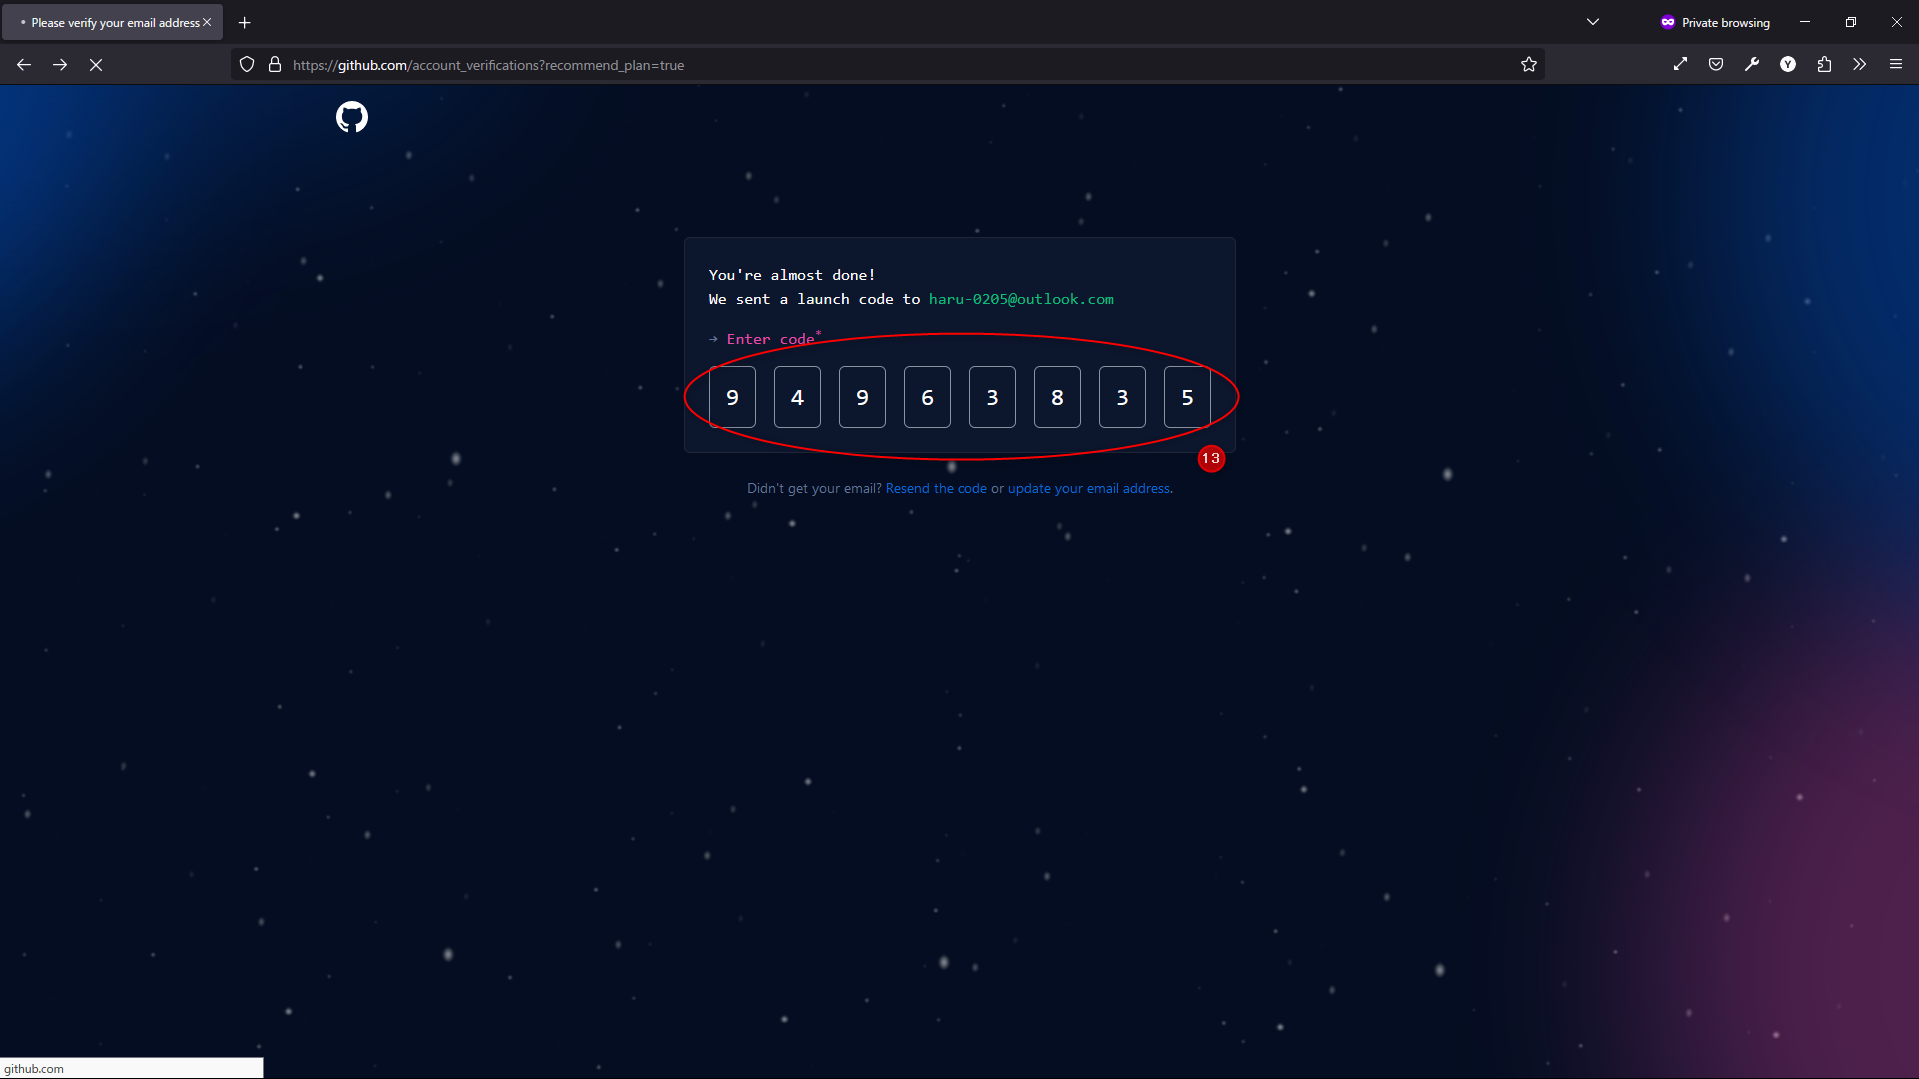 Please verify your email address
Private browsing
https://github.com/account_verifications?recommend_plan=true
Y
You're almost done!
We sent a launch code to haru-0205@outlook.com
→ Enter code*
9 4 9 6 3 8 3 5
13
Didn't get your email? Resend the code or update your email address.
github.com